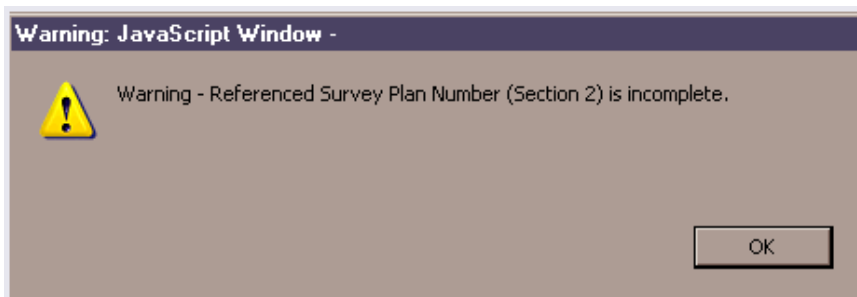 Warning: JavaScript Window -
Warning - Referenced Survey Plan Number (Section 2) is incomplete.
OK